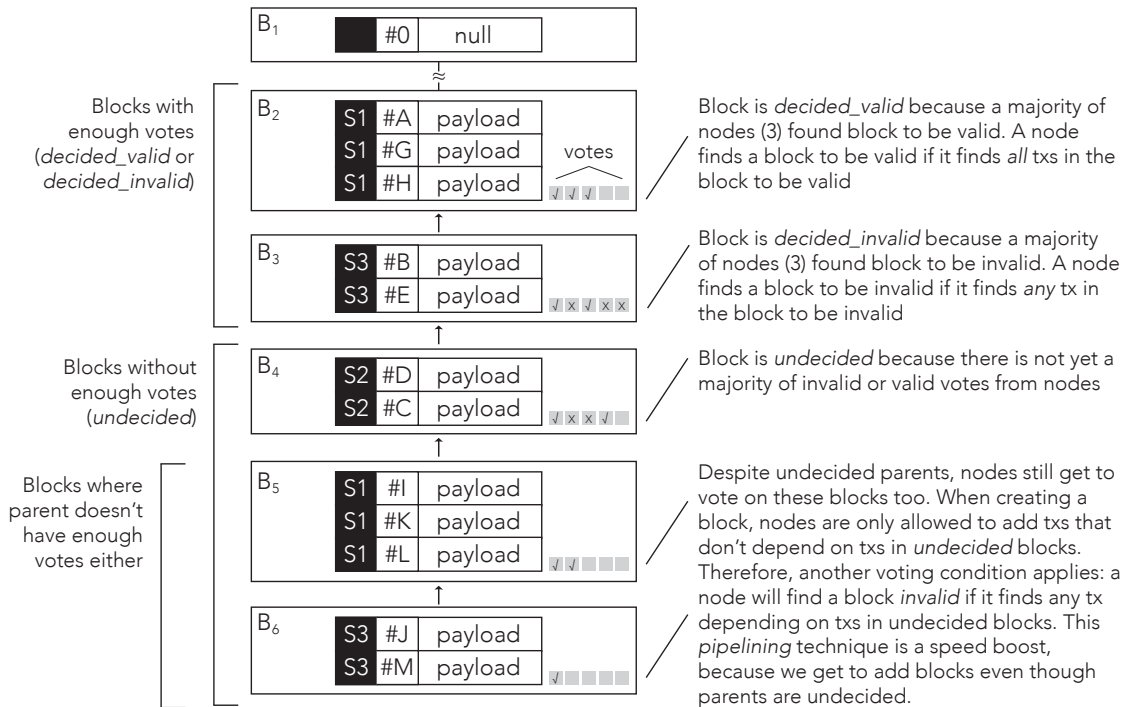 B1
#0 null
≈
Blocks with
enough votes
(decided_valid or
decided_invalid)
B2
S1 #A payload
S1 #G payload
S1 #H payload
votes
√ √ √
Block is decided_valid because a majority of
nodes (3) found block to be valid. A node
finds a block to be valid if it finds all txs in the
block to be valid
B3
S3 #B payload
S3 #E payload
√ x √ x x
Block is decided_invalid because a majority
of nodes (3) found block to be invalid. A node
finds a block to be invalid if it finds any tx in
the block to be invalid
Blocks without
enough votes
(undecided)
B4
S2 #D payload
S2 #C payload
√ x x √
Block is undecided because there is not yet a
majority of invalid or valid votes from nodes
Blocks where
parent doesn't
have enough
votes either
B5
S1 #I payload
S1 #K payload
S1 #L payload
√ √
B6
S3 #J payload
S3 #M payload
√
Despite undecided parents, nodes still get to
vote on these blocks too. When creating a
block, nodes are only allowed to add txs that
don't depend on txs in undecided blocks.
Therefore, another voting condition applies: a
node will find a block invalid if it finds any tx
depending on txs in undecided blocks. This
pipelining technique is a speed boost,
because we get to add blocks even though
parents are undecided.